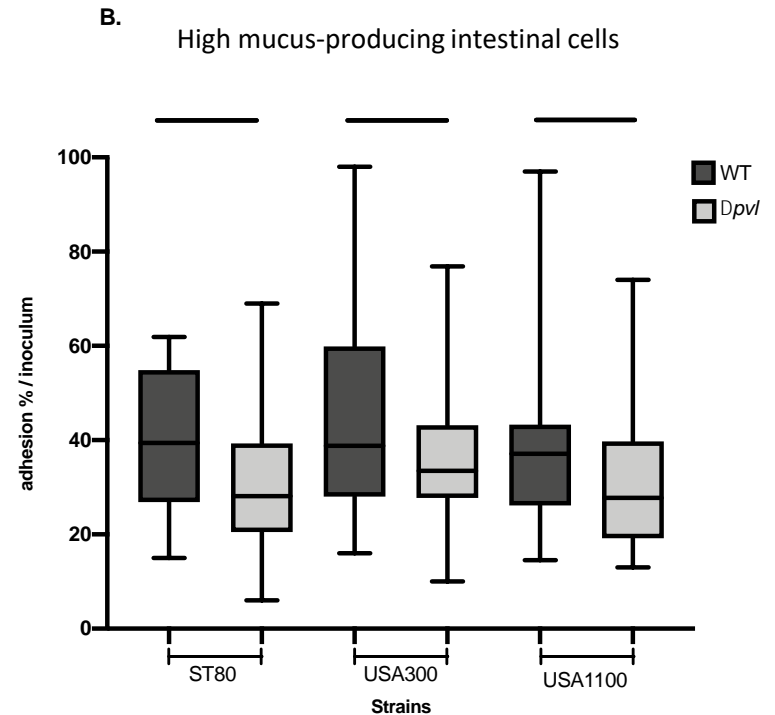 B.
High mucus-producing intestinal cells
100
80
60
40
20
0
adhesion % / inoculum
WT
Dpvl
ST80
USA300
USA1100
Strains